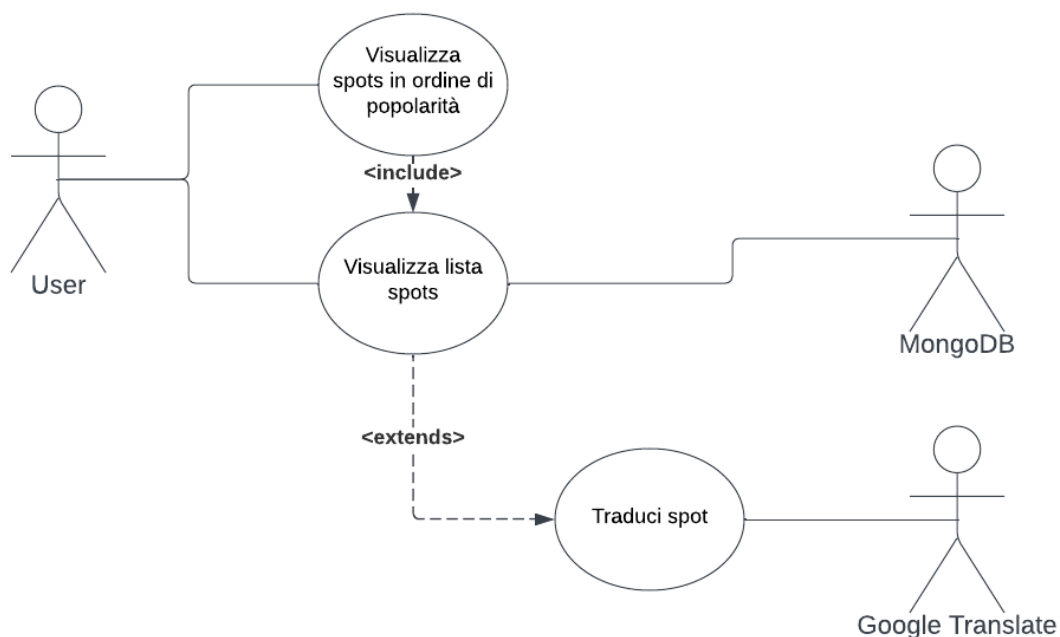 Visualizza
spots in ordine di
popolarità
<include>
User
Visualizza lista
spots
MongoDB
<extends>
Traduci spot
Google Translate